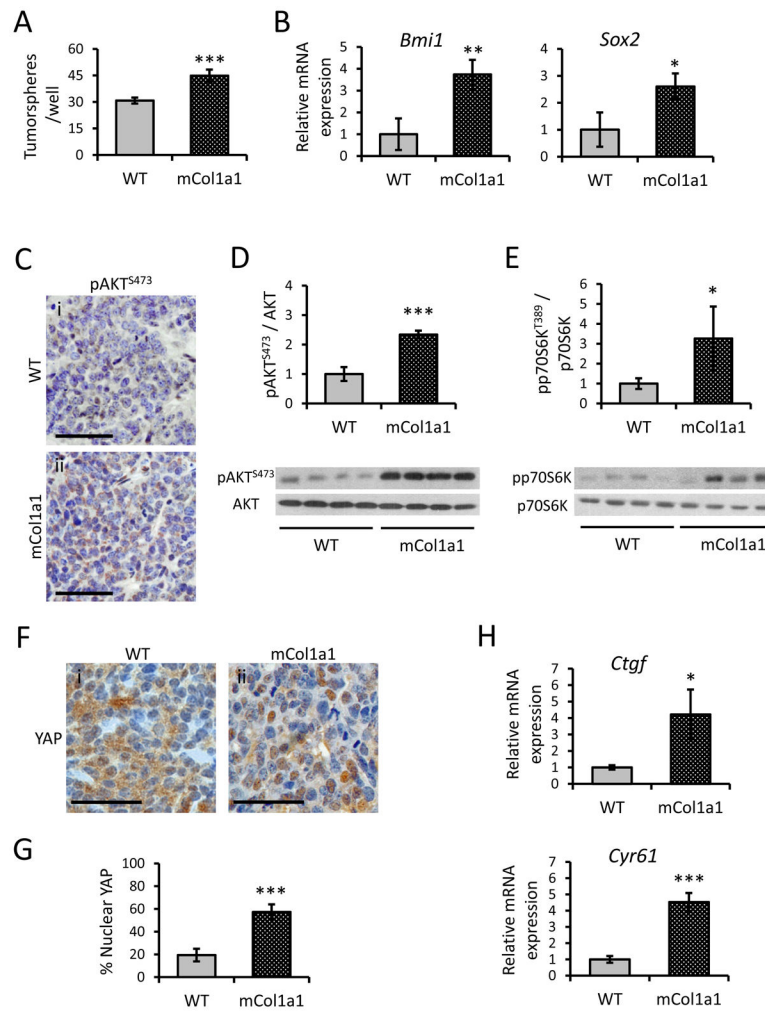 A
Tumorspheres
/well
60
45
30
15
0
***
WT
mCol1a1
B
Relative mRNA
expression
Bmi1
5
4
3
2
1
0
**
WT
mCol1a1
Sox2
4
3
2
1
0
*
WT
mCol1a1
C
pAKTS473
i
WT
ii
mCol1a1
D
pAKTS473 / AKT
4
3
2
1
0
***
WT
mCol1a1
pAKTS473
AKT
WT
mCol1a1
E
pp70S6KT389 /
p70S6K
6
5
4
3
2
1
0
*
WT
mCol1a1
pp70S6K
p70S6K
WT
mCol1a1
F
WT
mCol1a1
YAP
i
ii
G
% Nuclear YAP
100
80
60
40
20
0
***
WT
mCol1a1
H
Relative mRNA
expression
Ctgf
7
6
5
4
3
2
1
0
*
WT
mCol1a1
Relative mRNA
expression
Cyr61
6
5
4
3
2
1
0
***
WT
mCol1a1